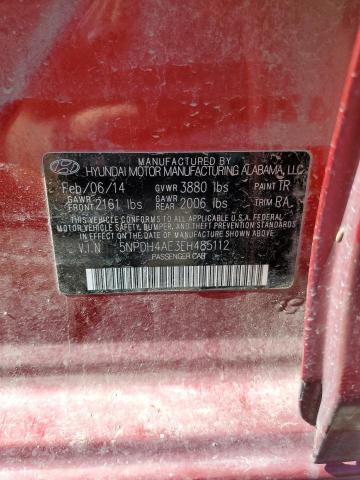 MANUFACTURED BY
HYUNDAI MOTOR MANUFACTURING ALABAMA, LLC
Feb/06/14 GVWR 3880 lbs PAINT TR
GAWR FRONT 2161 lbs GAWR REAR 2006 lbs TRIM BA
THIS VEHICLE CONFORMS TO ALL APPLICABLE U.S. FEDERAL
MOTOR VEHICLE SAFETY, BUMPER, AND THEFT PREVENTION
STANDARDS IN EFFECT ON THE DATE OF MANUFACTURE SHOWN ABOVE.
V.I.N 5NPDH4AE3EH485112
PASSENGER CAR